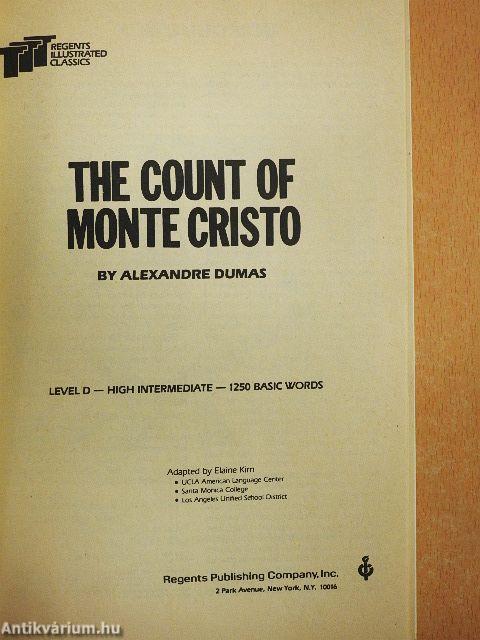 REGENTS
ILLUSTRATED
CLASSICS
THE COUNT OF
MONTE CRISTO
BY ALEXANDRE DUMAS
LEVEL D — HIGH INTERMEDIATE — 1250 BASIC WORDS
Adapted by Elaine Kirn
• UCLA American Language Center
• Santa Monica College
• Los Angeles Unified School District
Regents Publishing Company, Inc.
2 Park Avenue, New York, N.Y. 10016
Antikvárium.hu